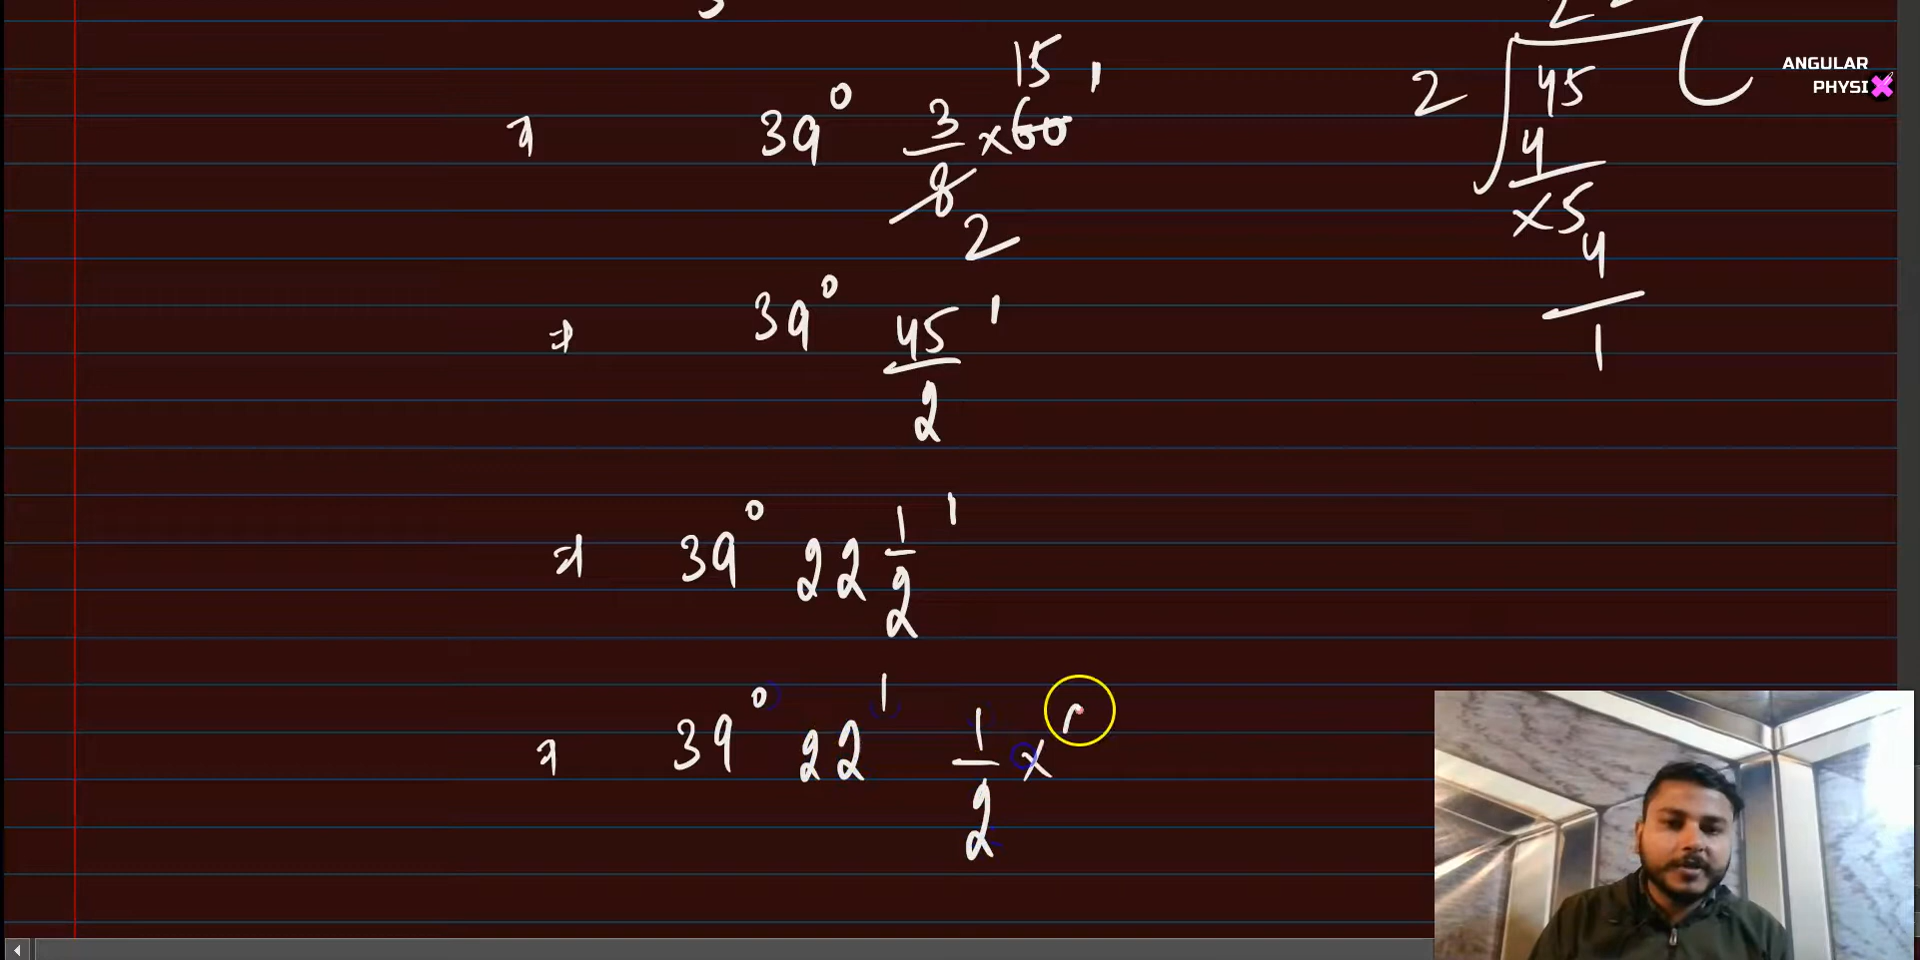 ANGULAR
PHYSI
15 '
⇒ 39° 3/8 × 60
2
⇒ 39° 45/2 '
⇒ 39° 22 1/2 '
⇒ 39° 22' 1/2 ×
2 45
4
×5
4
1